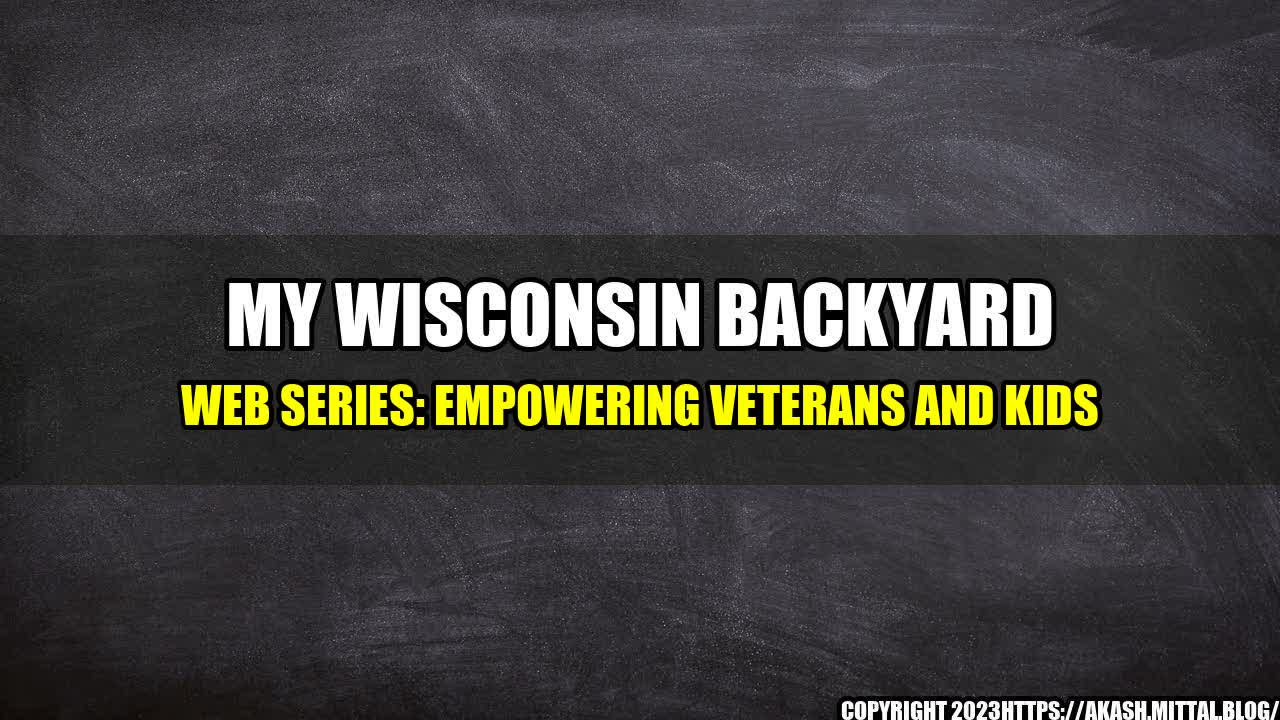 MY WISCONSIN BACKYARD
WEB SERIES: EMPOWERING VETERANS AND KIDS
COPYRIGHT 2023HTTPS://AKASH.MITTAL.BLOG/